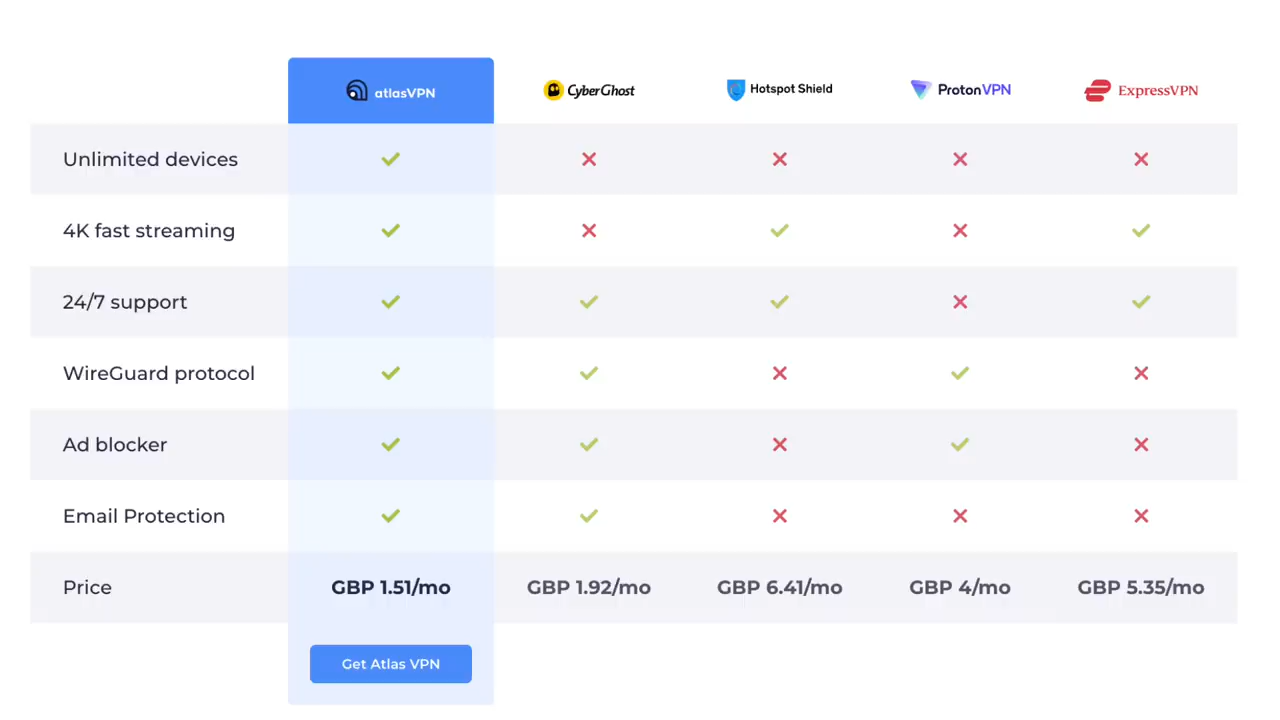 atlasVPN CyberGhost Hotspot Shield ProtonVPN ExpressVPN
Unlimited devices
4K fast streaming
24/7 support
WireGuard protocol
Ad blocker
Email Protection
Price GBP 1.51/mo GBP 1.92/mo GBP 6.41/mo GBP 4/mo GBP 5.35/mo
Get Atlas VPN